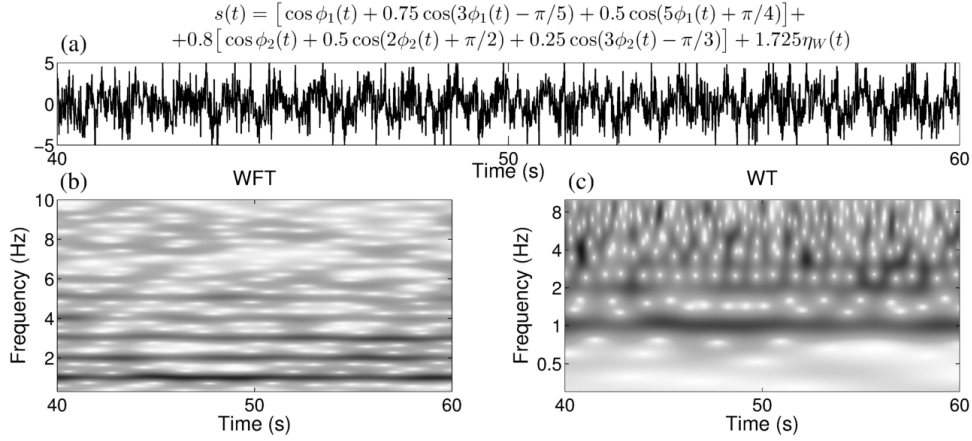 s(t) = [cos ϕ₁(t) + 0.75 cos(3ϕ₁(t) − π/5) + 0.5 cos(5ϕ₁(t) + π/4)]+
+0.8[cos ϕ₂(t) + 0.5 cos(2ϕ₂(t) + π/2) + 0.25 cos(3ϕ₂(t) − π/3)] + 1.725η_W(t)
(a)
5
0
−5
40 50 60
Time (s)
(b) WFT
10
8
6
4
2
Frequency (Hz)
40 50 60
Time (s)
(c) WT
8
4
2
1
0.5
Frequency (Hz)
40 50 60
Time (s)